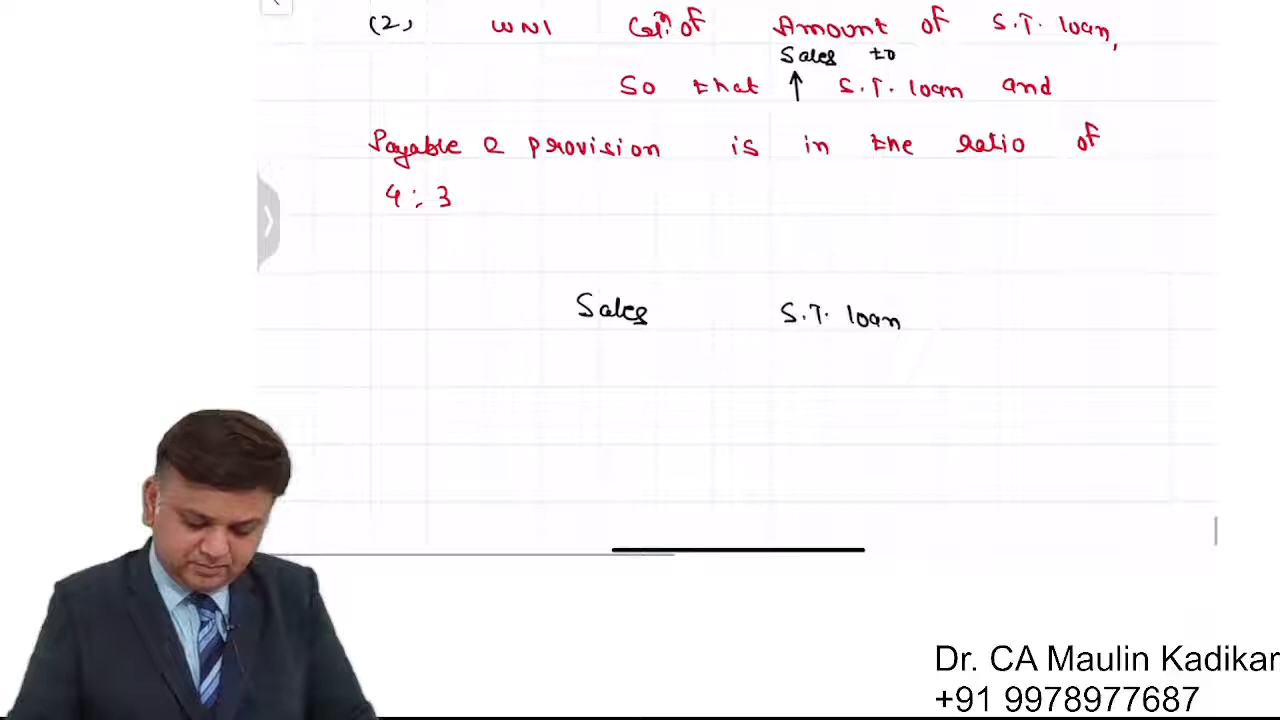 (2) WN1 Calⁿ of Amount of S.T. loan,
Sales to
So that ↑ S.T. loan and
Payable & provision is in the ratio of
4 : 3
Sales S.T. loan
Dr. CA Maulin Kadikar
+91 9978977687